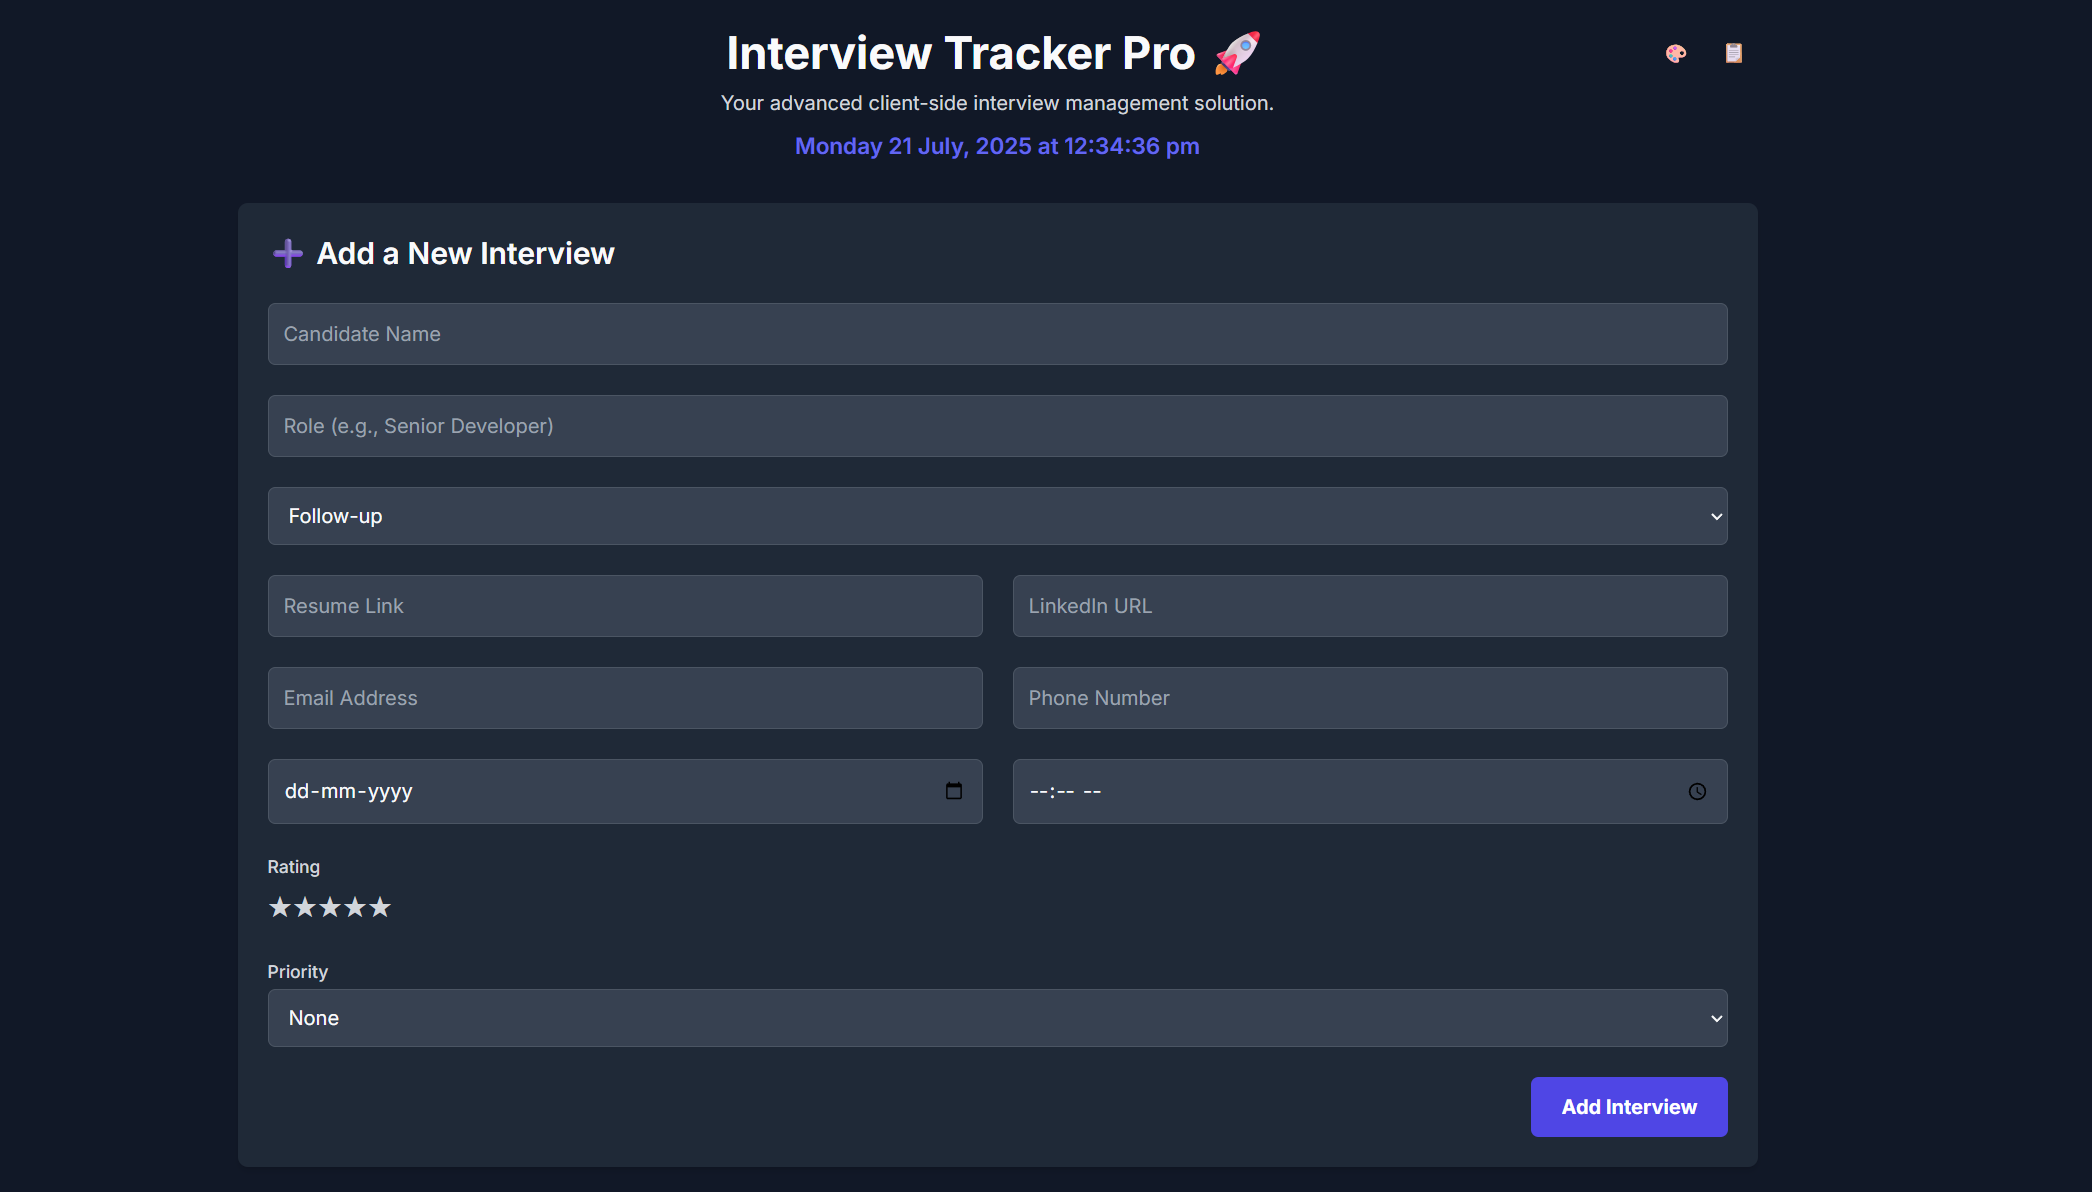 Interview Tracker Pro 🚀
Your advanced client-side interview management solution.
Monday 21 July, 2025 at 12:34:36 pm
Add a New Interview
Candidate Name
Role (e.g., Senior Developer)
Follow-up
Resume Link
LinkedIn URL
Email Address
Phone Number
dd-mm-yyyy
--:-- --
Rating
★★★★★
Priority
None
Add Interview